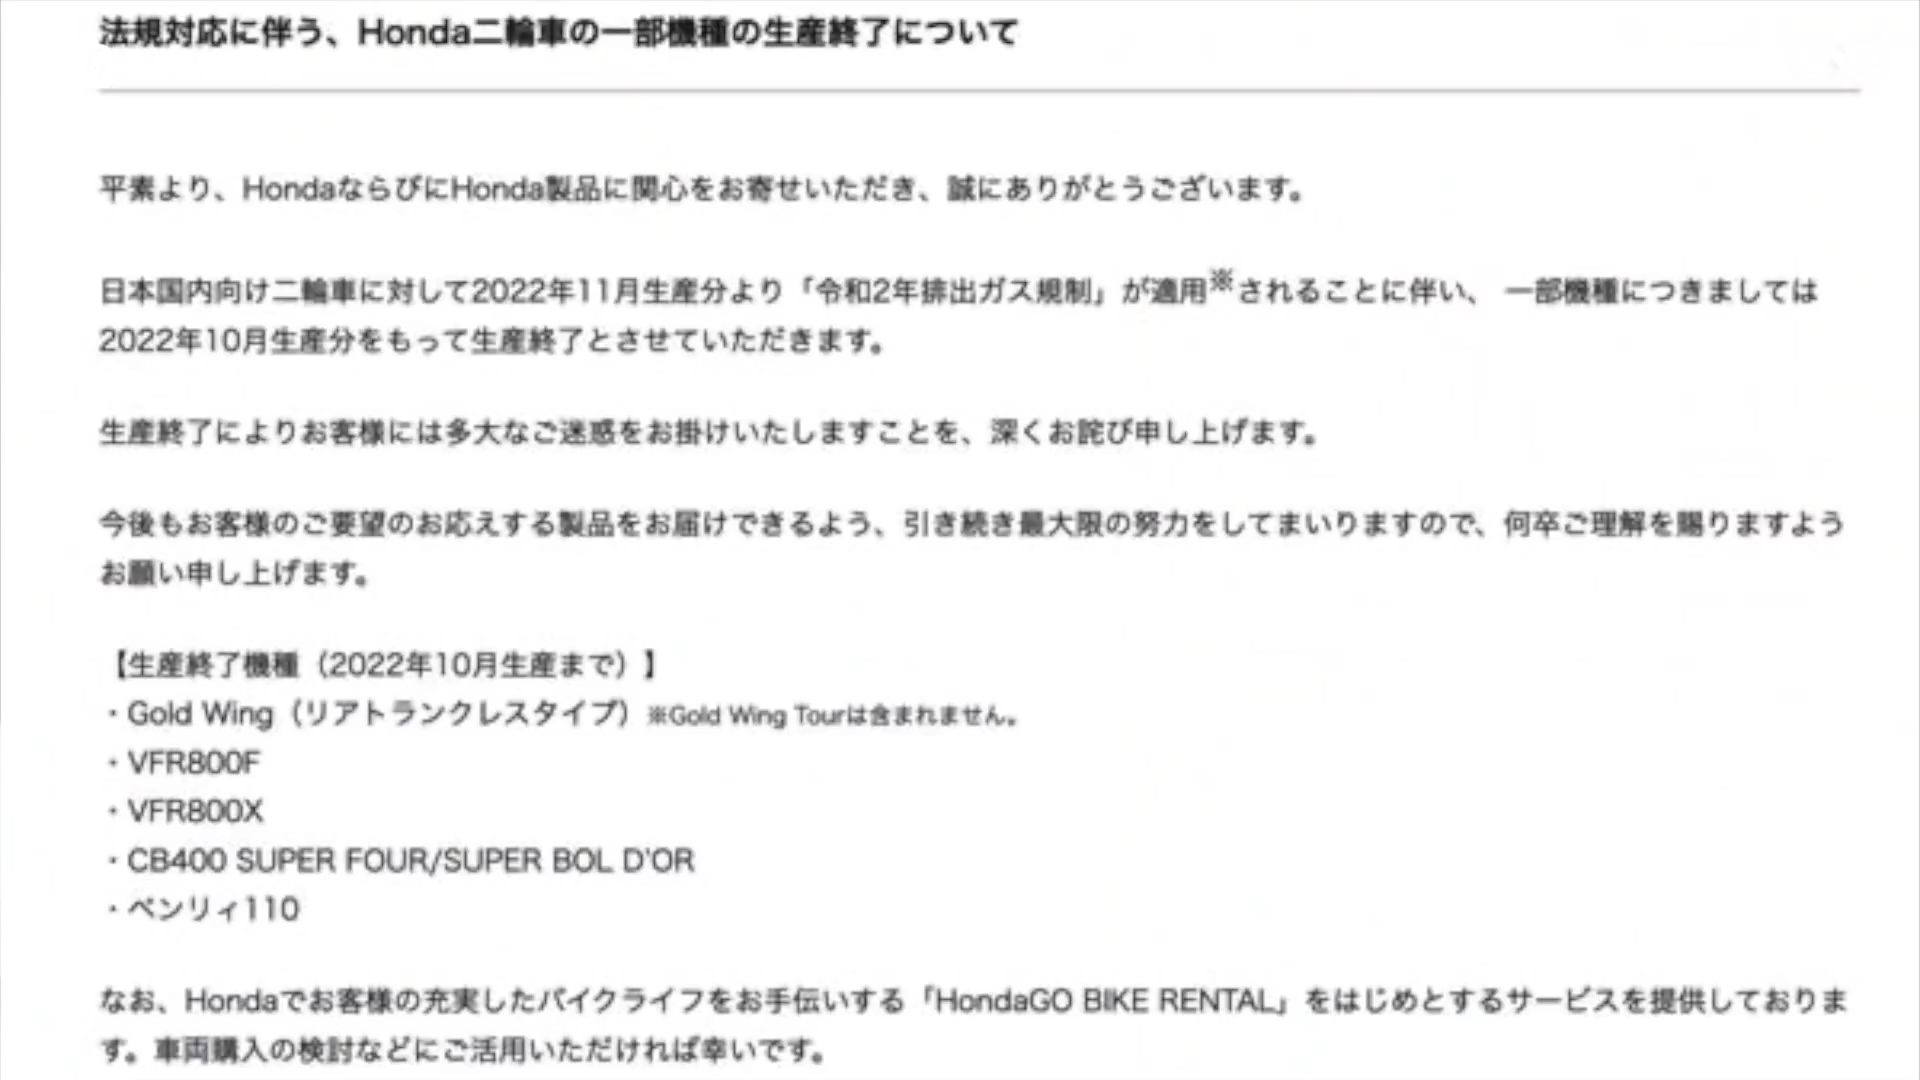 法規対応に伴う、Honda二輪車の一部機種の生産終了について
平素より、HondaならびにHonda製品に関心をお寄せいただき、誠にありがとうございます。
日本国内向け二輪車に対して2022年11月生産分より「令和2年排出ガス規制」が適用※されることに伴い、 一部機種につきましては
2022年10月生産分をもって生産終了とさせていただきます。
生産終了によりお客様には多大なご迷惑をお掛けいたしますことを、深くお詫び申し上げます。
今後もお客様のご要望のお応えする製品をお届けできるよう、引き続き最大限の努力をしてまいりますので、何卒ご理解を賜りますよう
お願い申し上げます。
【生産終了機種（2022年10月生産まで）】
・Gold Wing（リアトランクレスタイプ）※Gold Wing Tourは含まれません。
・VFR800F
・VFR800X
・CB400 SUPER FOUR/SUPER BOL D'OR
・ベンリィ110
なお、Hondaでお客様の充実したバイクライフをお手伝いする「HondaGO BIKE RENTAL」をはじめとするサービスを提供しておりま
す。車両購入の検討などにご活用いただければ幸いです。